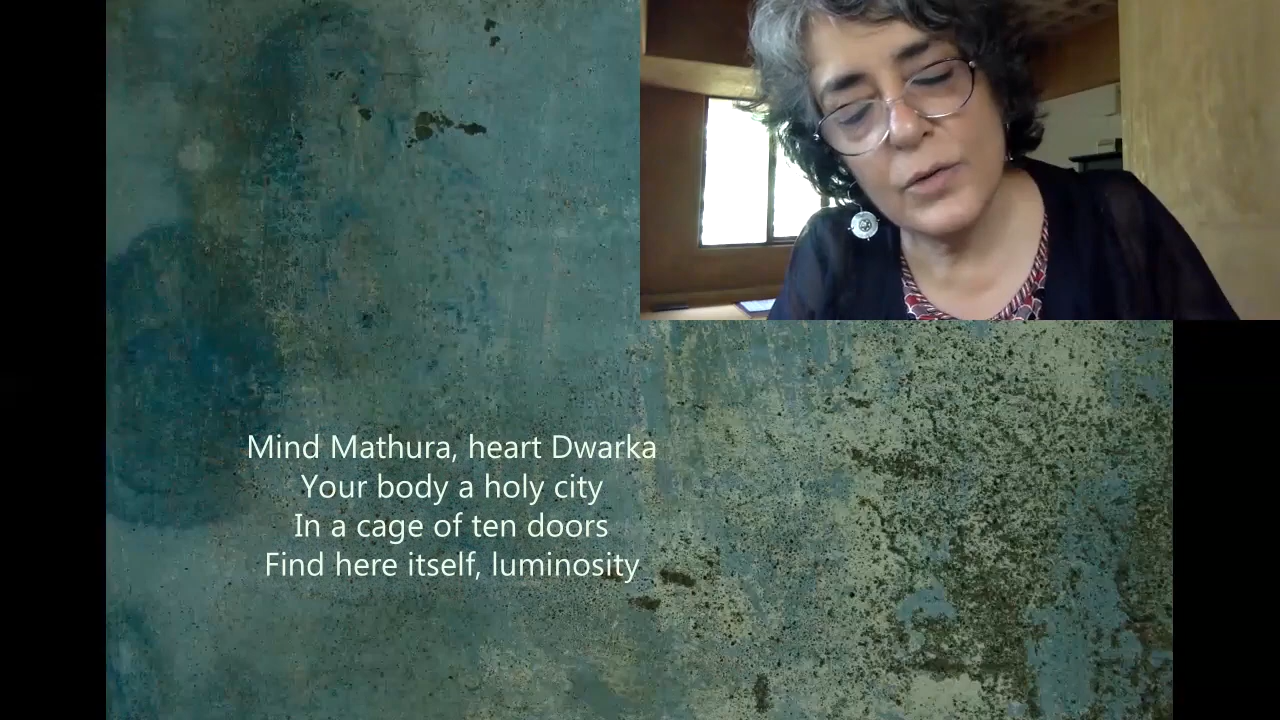 Mind Mathura, heart Dwarka
Your body a holy city
In a cage of ten doors
Find here itself, luminosity